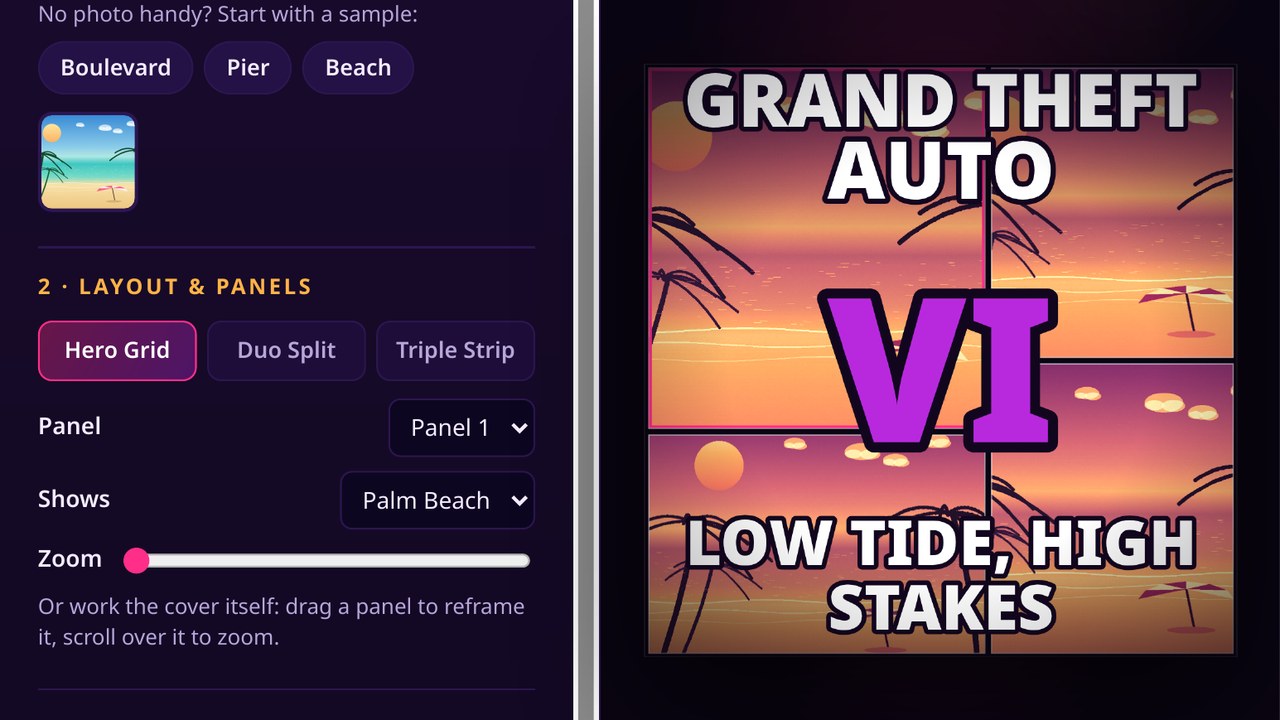 No photo handy? Start with a sample:
Boulevard
Pier
Beach
2 · LAYOUT & PANELS
Hero Grid
Duo Split
Triple Strip
Panel
Panel 1
Shows
Palm Beach
Zoom
Or work the cover itself: drag a panel to reframe
it, scroll over it to zoom.
GRAND THEFT
AUTO
VI
LOW TIDE, HIGH
STAKES